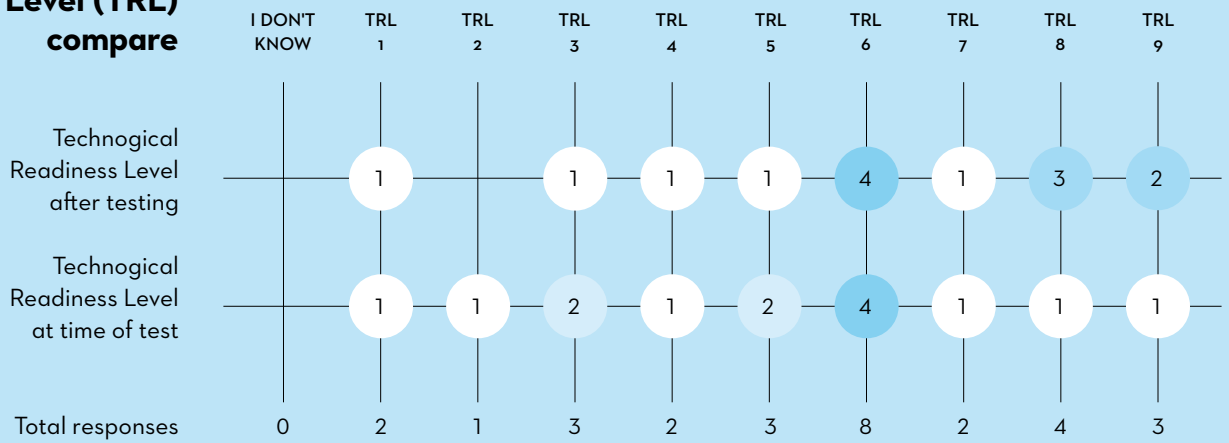 Level (TRL)
compare
I DON'T KNOW TRL 1 TRL 2 TRL 3 TRL 4 TRL 5 TRL 6 TRL 7 TRL 8 TRL 9
Technogical
Readiness Level
after testing
1 1 1 1 4 1 3 2
Technogical
Readiness Level
at time of test
1 1 2 1 2 4 1 1 1
Total responses 0 2 1 3 2 3 8 2 4 3